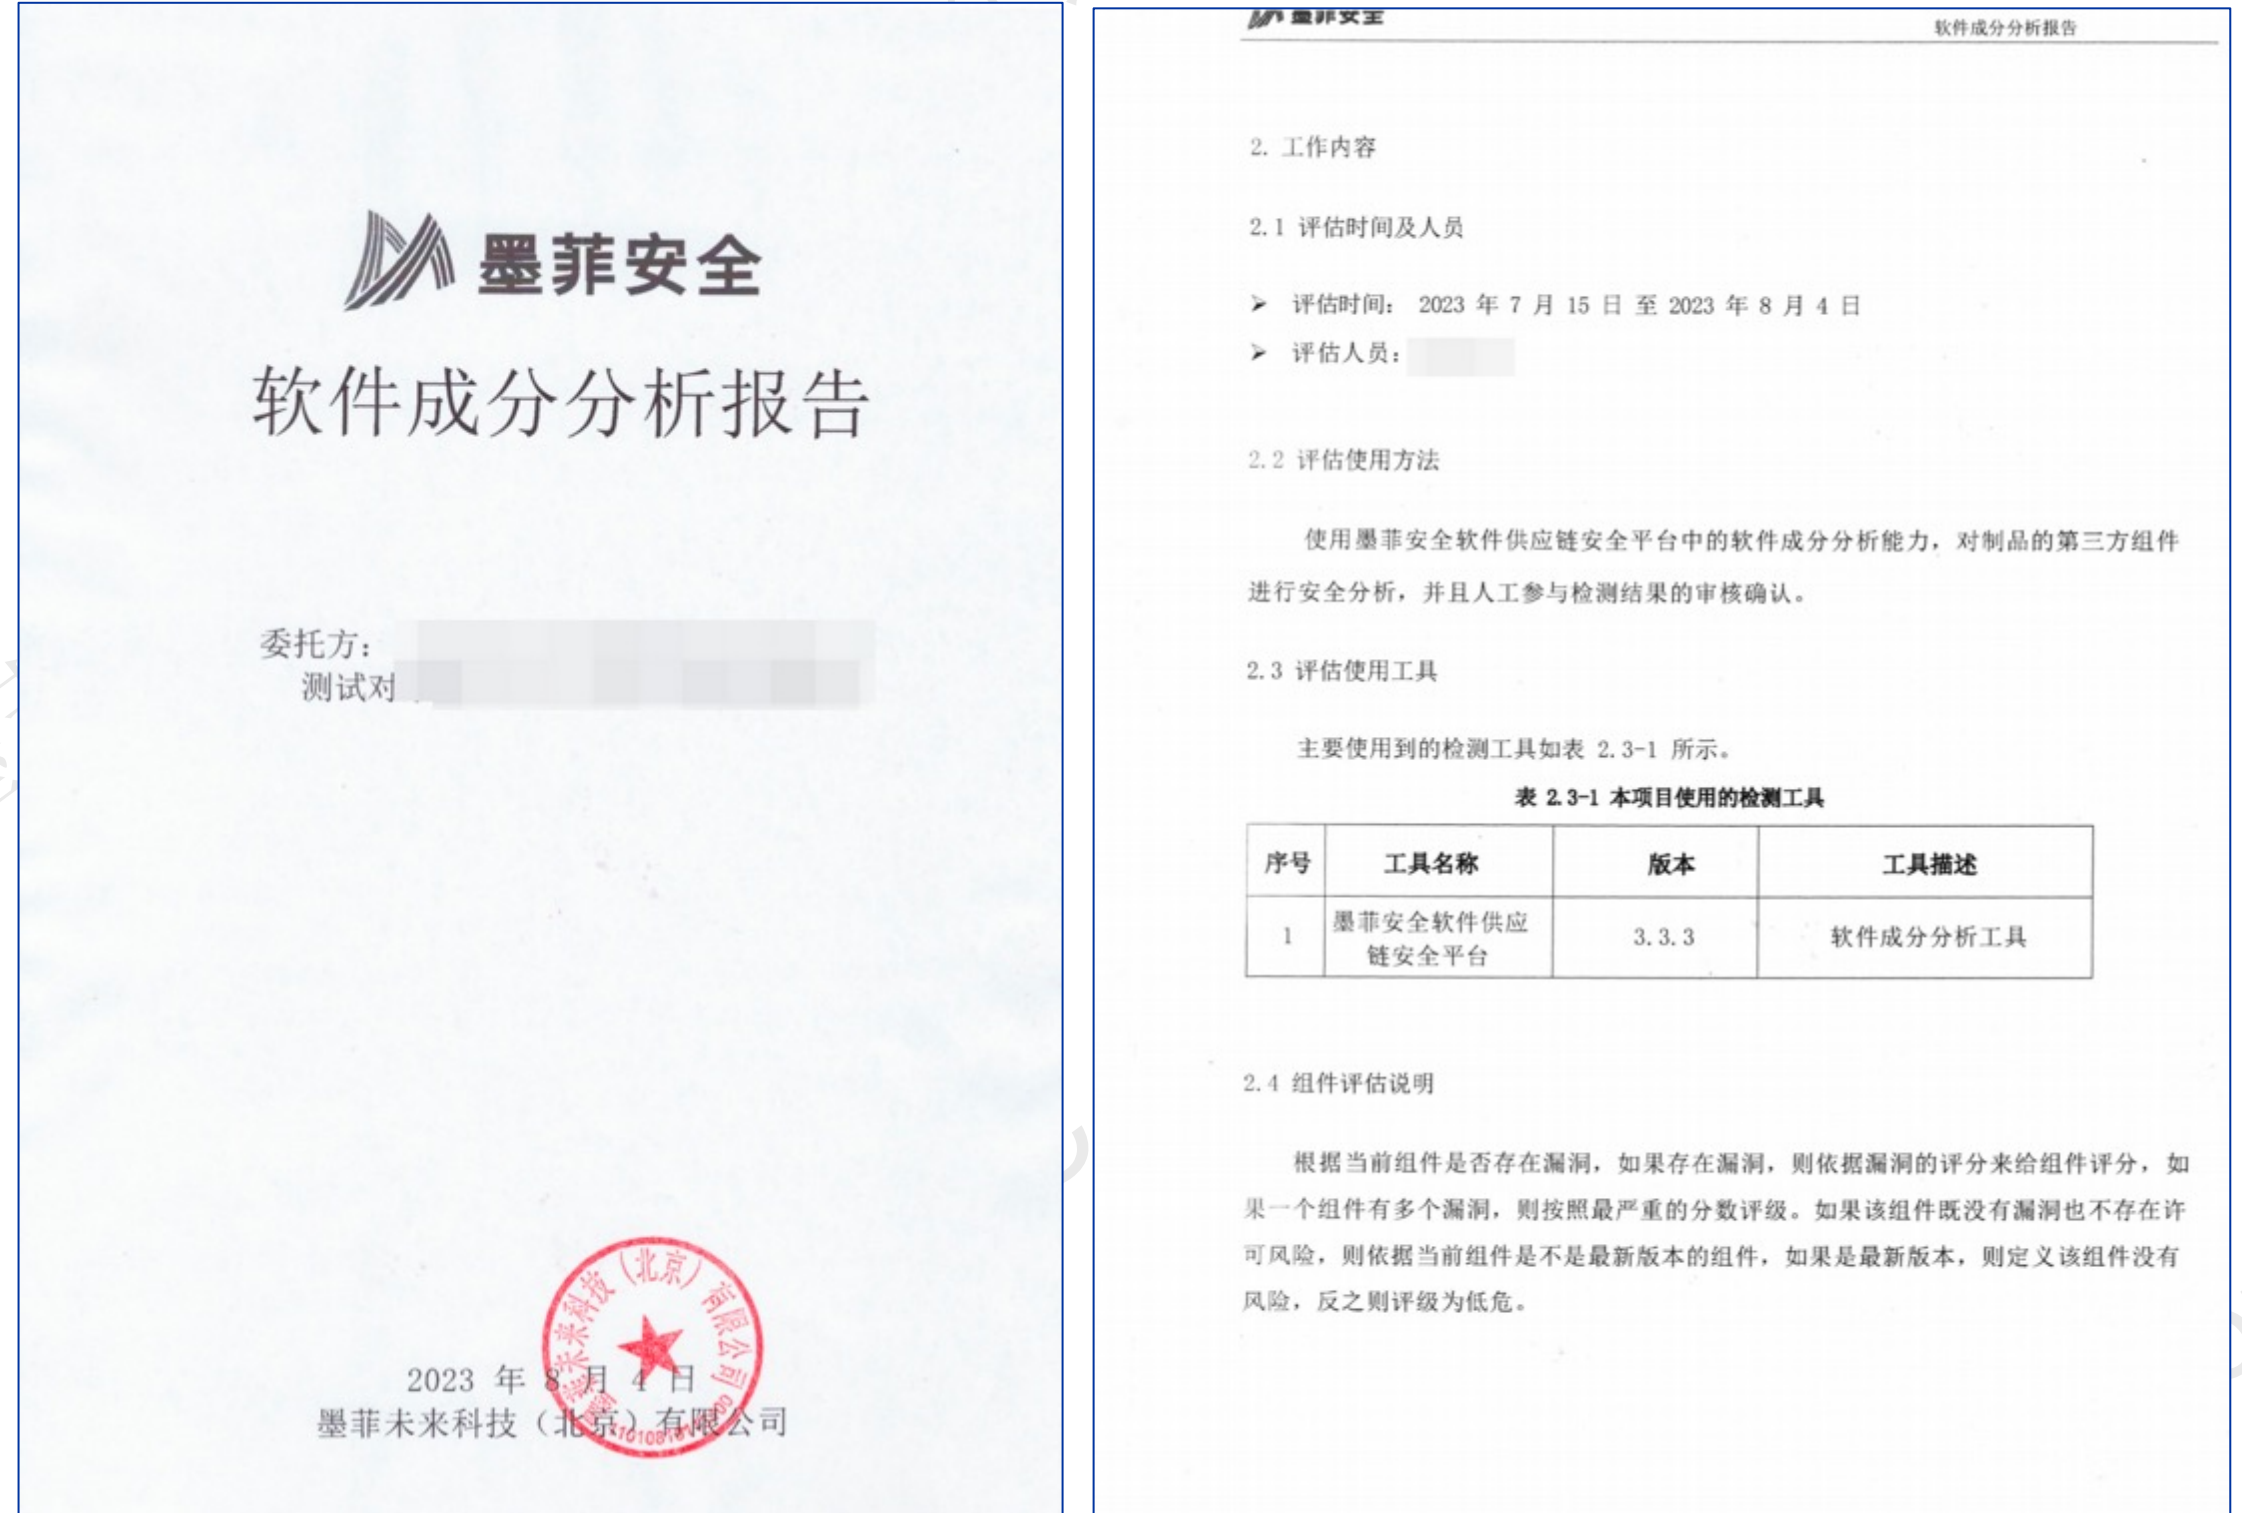 墨菲安全
软件成分分析报告
委托方：
测试对
2023 年 8 月 4 日
墨菲未来科技（北京）有限公司
墨菲未来科技（北京）有限公司
墨菲安全
软件成分分析报告
2. 工作内容
2.1 评估时间及人员
➢ 评估时间： 2023 年 7 月 15 日 至 2023 年 8 月 4 日
➢ 评估人员：
2.2 评估使用方法
使用墨菲安全软件供应链安全平台中的软件成分分析能力，对制品的第三方组件
进行安全分析，并且人工参与检测结果的审核确认。
2.3 评估使用工具
主要使用到的检测工具如表 2.3-1 所示。
表 2.3-1 本项目使用的检测工具
序号 工具名称 版本 工具描述
1 墨菲安全软件供应 3.3.3 软件成分分析工具
链安全平台
2.4 组件评估说明
根据当前组件是否存在漏洞，如果存在漏洞，则依据漏洞的评分来给组件评分，如
果一个组件有多个漏洞，则按照最严重的分数评级。如果该组件既没有漏洞也不存在许
可风险，则依据当前组件是不是最新版本的组件，如果是最新版本，则定义该组件没有
风险，反之则评级为低危。